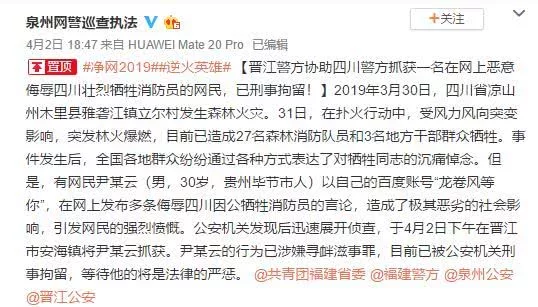 泉州网警巡查执法
+关注
4月2日 18:47 来自 HUAWEI Mate 20 Pro 已编辑
置顶 #净网2019##逆火英雄#【晋江警方协助四川警方抓获一名在网上恶意
侮辱四川壮烈牺牲消防员的网民，已刑事拘留！】2019年3月30日，四川省凉山
州木里县雅砻江镇立尔村发生森林火灾。31日，在扑火行动中，受风力风向突变
影响，突发林火爆燃，目前已造成27名森林消防队员和3名地方干部群众牺牲。事
件发生后，全国各地群众纷纷通过各种方式表达了对牺牲同志的沉痛悼念。但
是，有网民尹某云（男，30岁，贵州毕节市人）以自己的百度账号“龙卷风等
你”，在网上发布多条侮辱四川因公牺牲消防员的言论，造成了极其恶劣的社会影
响，引发网民的强烈愤慨。公安机关发现后迅速展开侦查，于4月2日下午在晋江
市安海镇将尹某云抓获。尹某云的行为已涉嫌寻衅滋事罪，目前已被公安机关刑
事拘留，等待他的将是法律的严惩。 @共青团福建省委 @福建警方 @泉州公安
@晋江公安